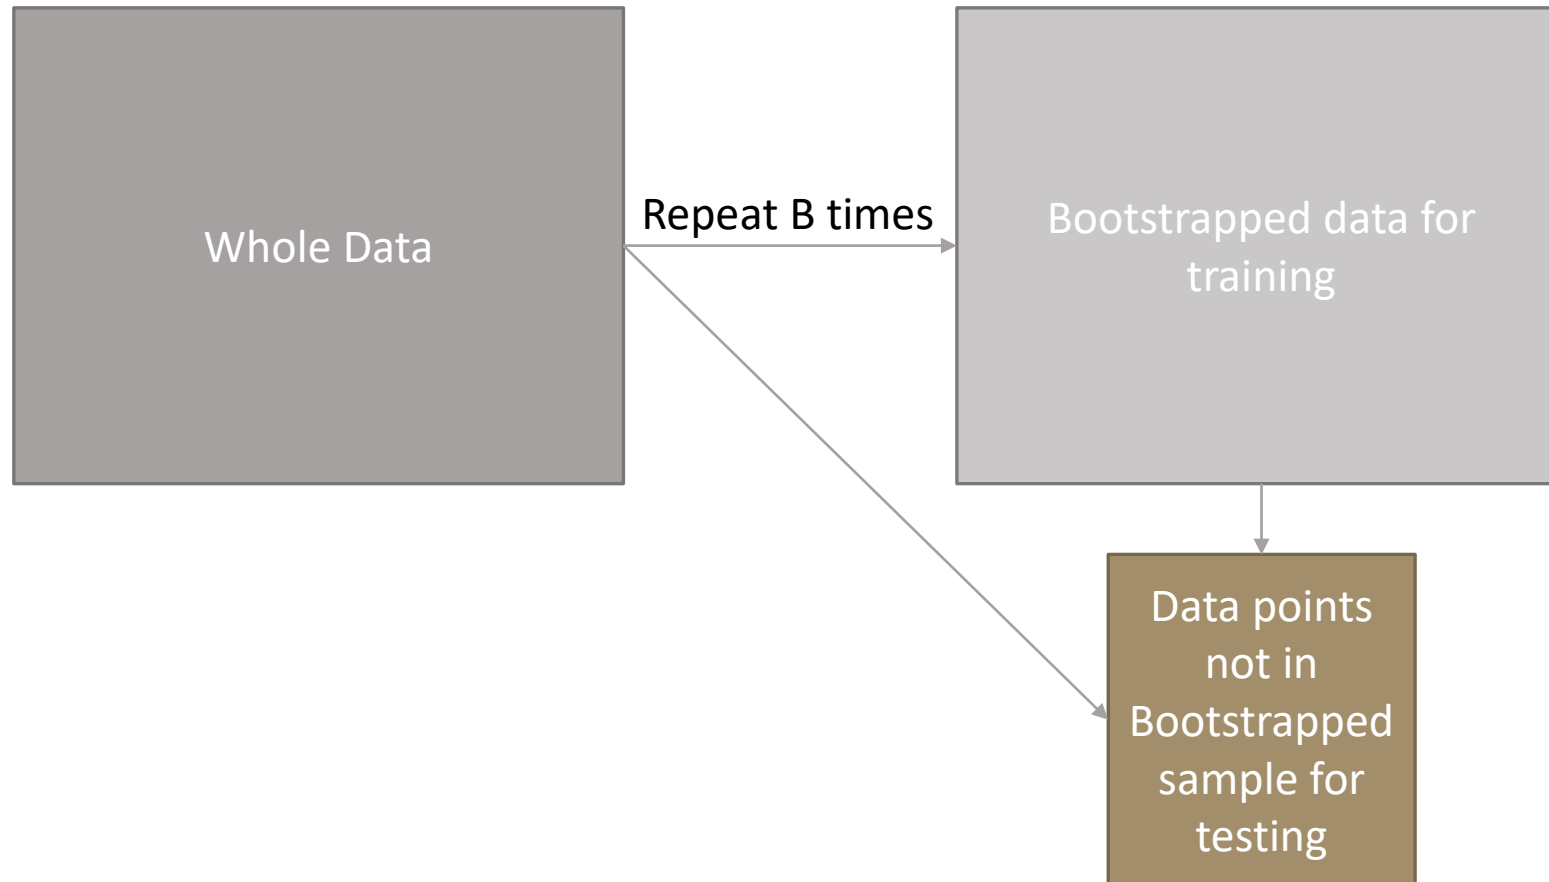 Whole Data
Repeat B times
Bootstrapped data for
training
Data points
not in
Bootstrapped
sample for
testing